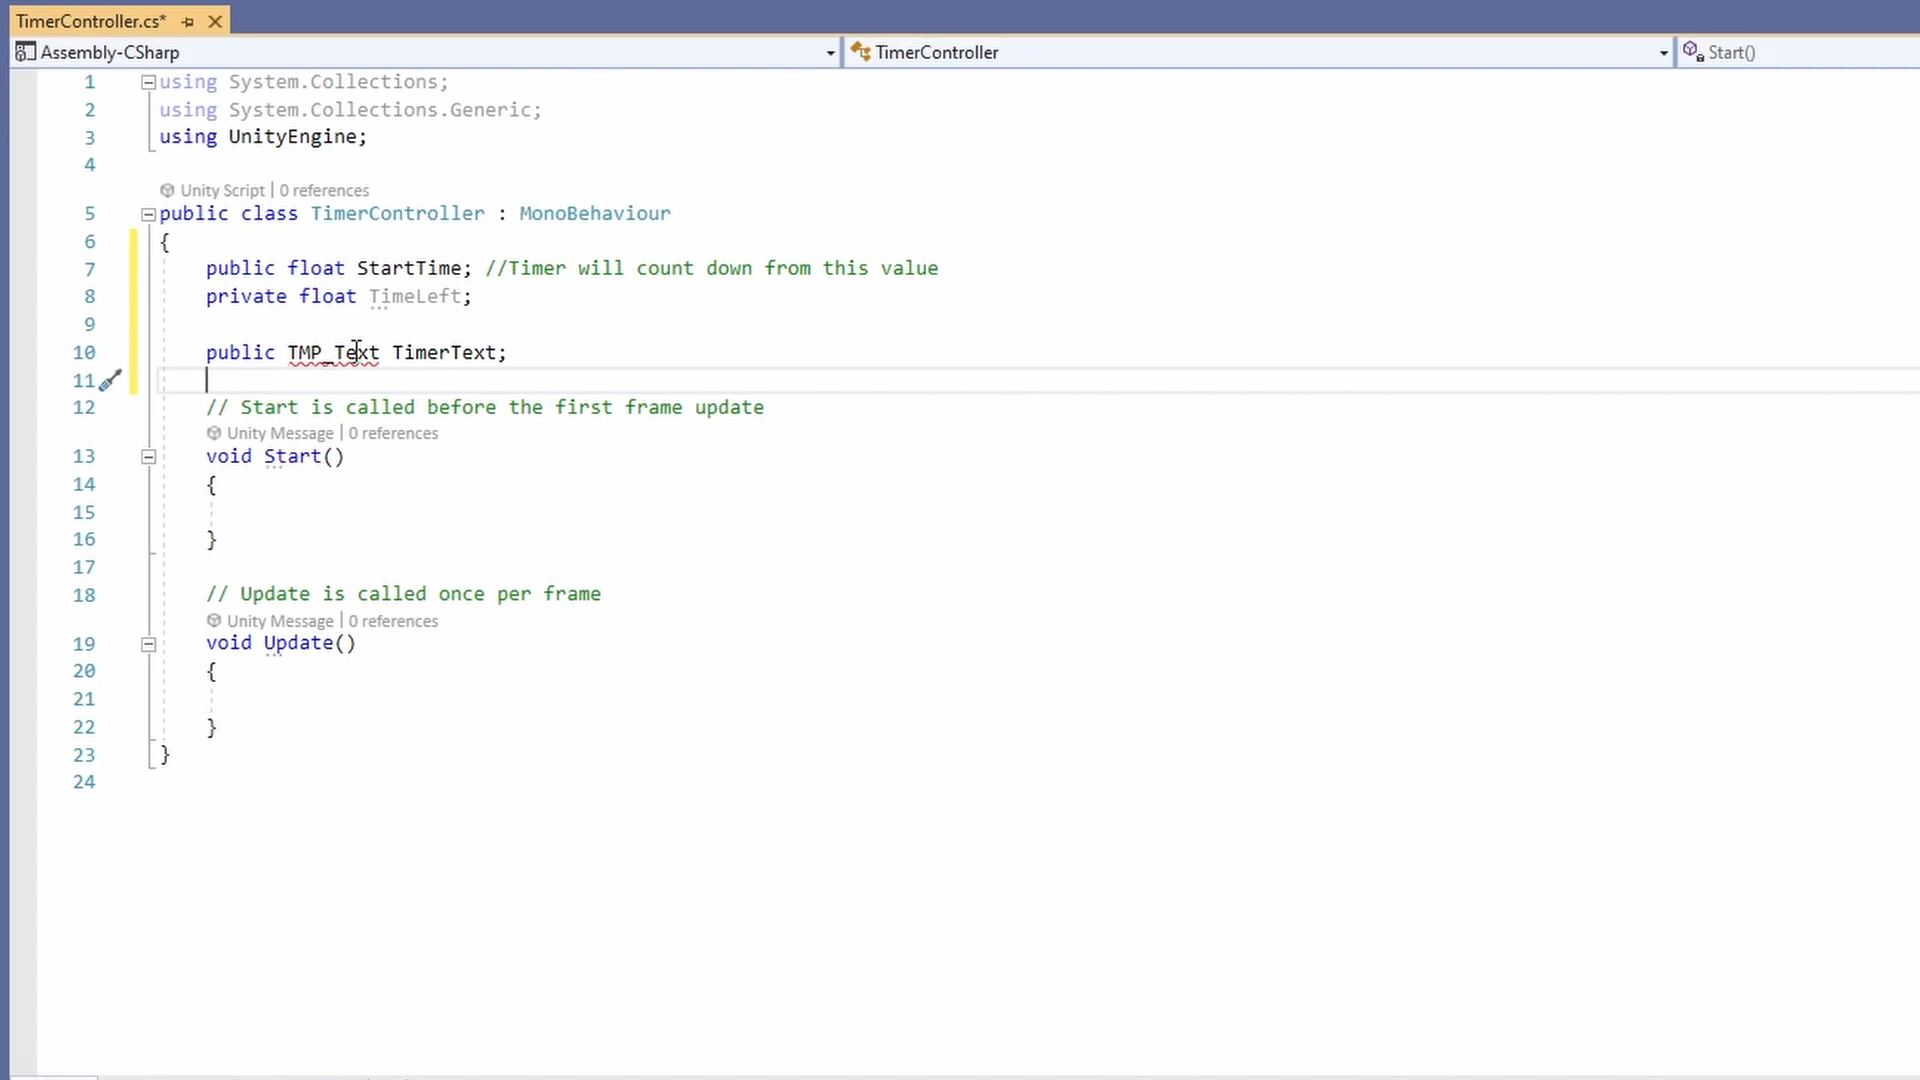 TimerController.cs*
Assembly-CSharp
TimerController
Start()
1 using System.Collections;
2 using System.Collections.Generic;
3 using UnityEngine;
4
Unity Script | 0 references
5 public class TimerController : MonoBehaviour
6 {
7 public float StartTime; //Timer will count down from this value
8 private float TimeLeft;
9
10 public TMP_Text TimerText;
11
12 // Start is called before the first frame update
Unity Message | 0 references
13 void Start()
14 {
15
16 }
17
18 // Update is called once per frame
Unity Message | 0 references
19 void Update()
20 {
21
22 }
23 }
24